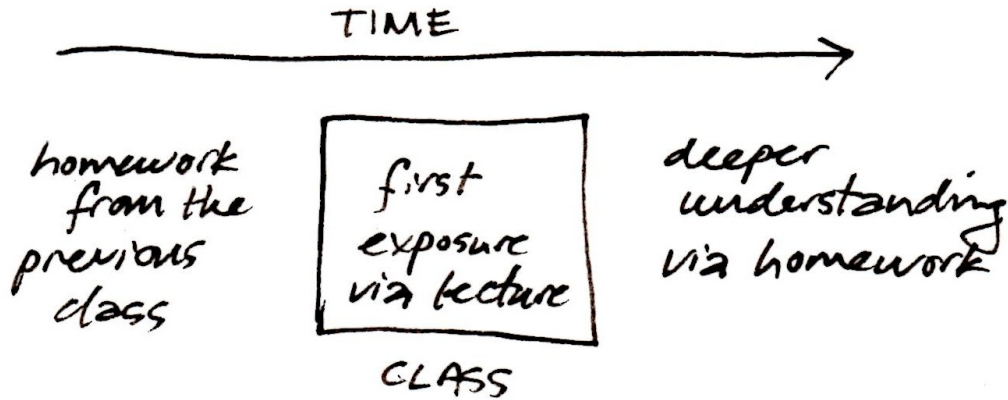 TIME
homework
from the
previous
class
first
exposure
via lecture
CLASS
deeper
understanding
via homework